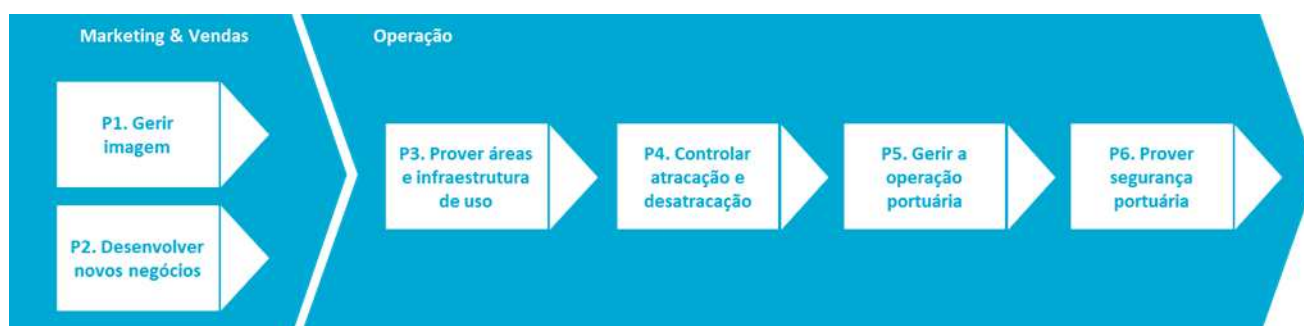 Marketing & Vendas
P1. Gerir
imagem
P2. Desenvolver
novos negócios
Operação
P3. Prover áreas
e infraestrutura
de uso
P4. Controlar
atracação e
desatracação
P5. Gerir a
operação
portuária
P6. Prover
segurança
portuária